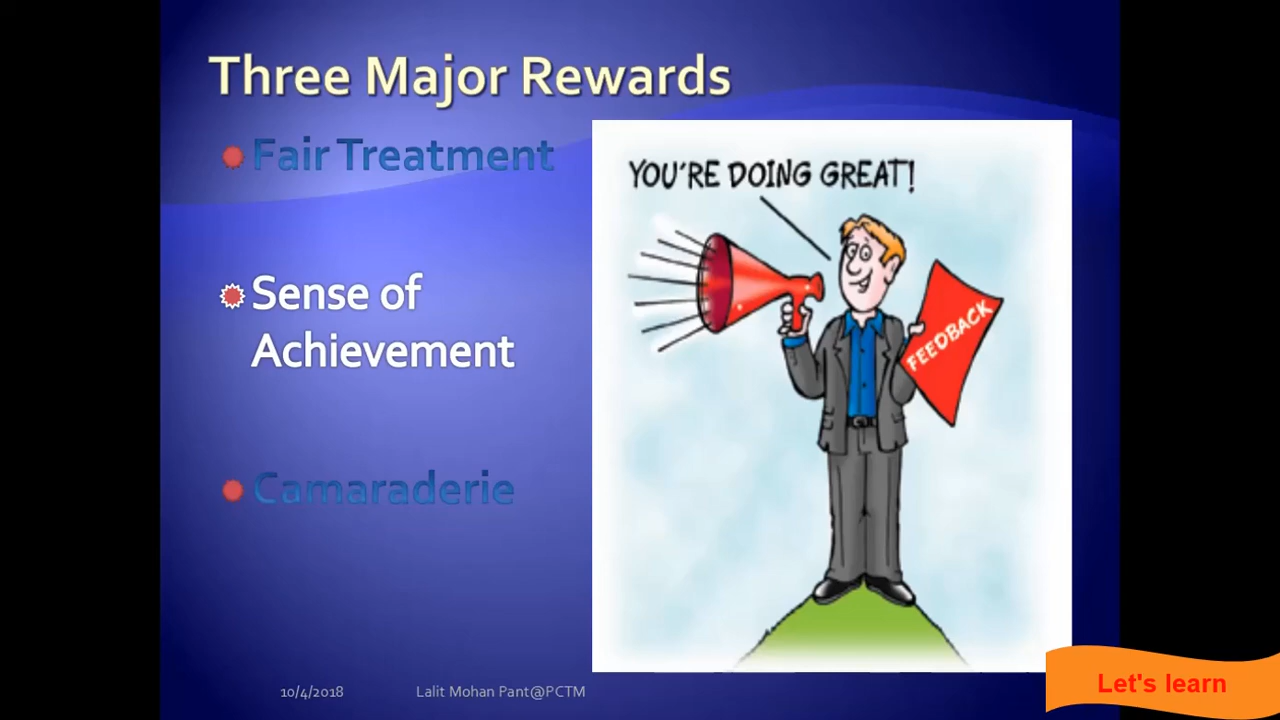 Three Major Rewards
Fair Treatment
YOU'RE DOING GREAT!
Sense of
Achievement
FEEDBACK
Camaraderie
10/4/2018
Lalit Mohan Pant@PCTM
Let's learn